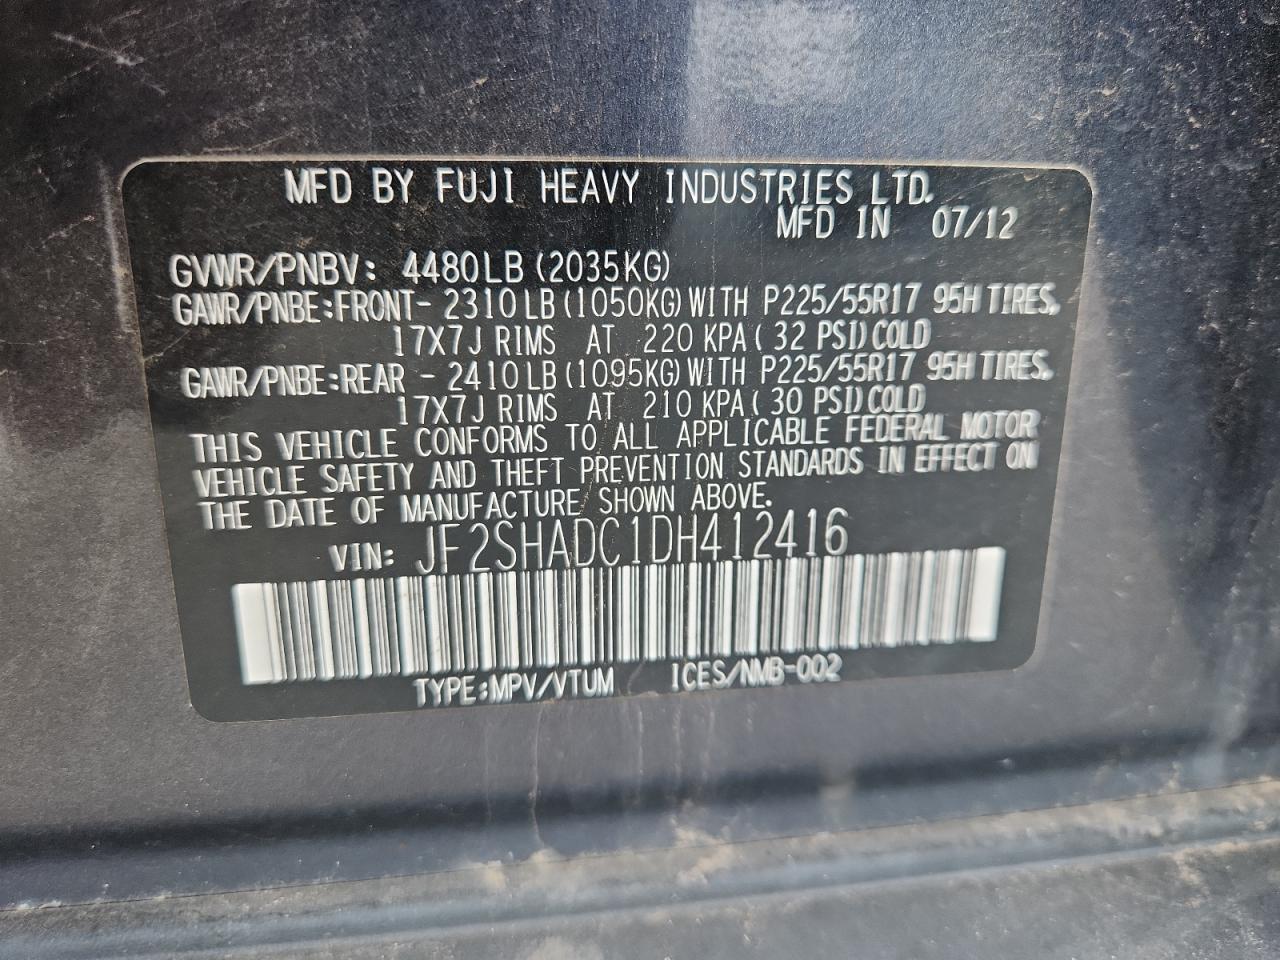 MFD BY FUJI HEAVY INDUSTRIES LTD.
MFD IN 07/12
GVWR/PNBV: 4480LB (2035KG)
GAWR/PNBE:FRONT- 2310LB (1050KG) WITH P225/55R17 95H TIRES,
17X7J RIMS AT 220 KPA( 32 PSI)COLD
GAWR/PNBE:REAR - 2410LB (1095KG) WITH P225/55R17 95H TIRES,
17X7J RIMS AT 210 KPA( 30 PSI)COLD
THIS VEHICLE CONFORMS TO ALL APPLICABLE FEDERAL MOTOR
VEHICLE SAFETY AND THEFT PREVENTION STANDARDS IN EFFECT ON
THE DATE OF MANUFACTURE SHOWN ABOVE.
VIN: JF2SHADC1DH412416
TYPE:MPV/VTUM ICES/NMB-002